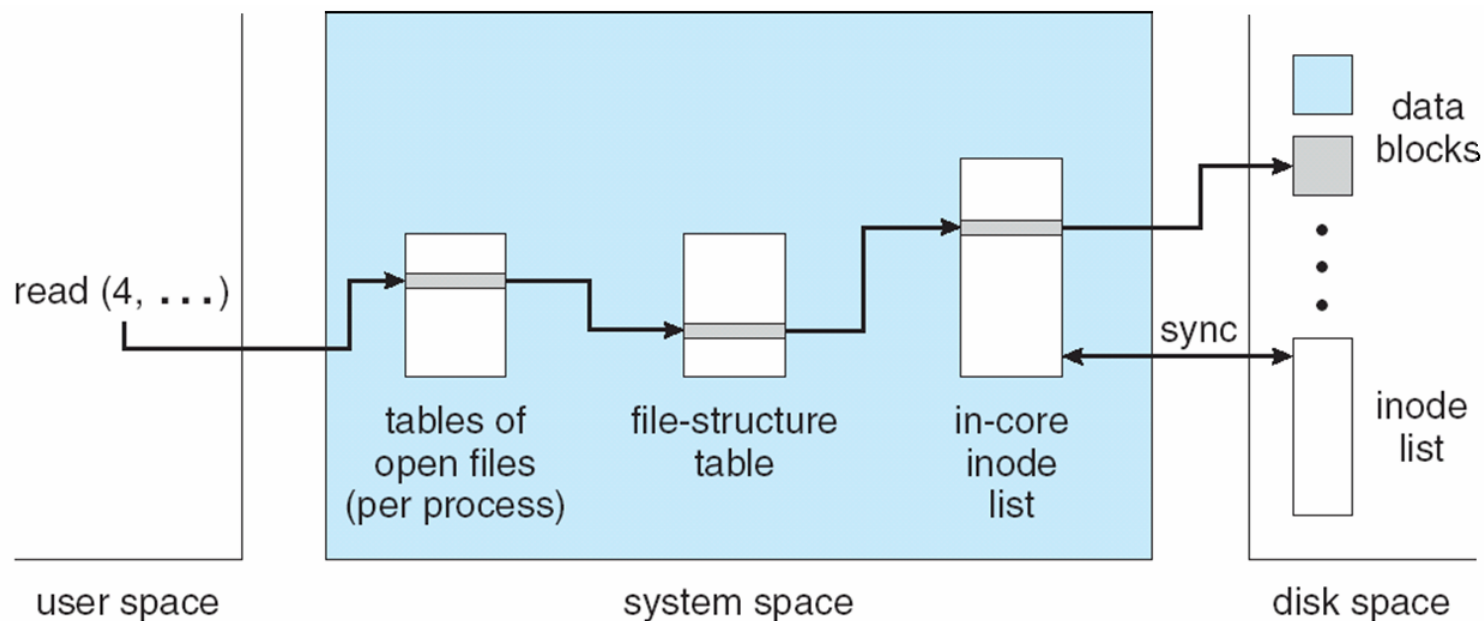 data
blocks
read (4, ...)
sync
tables of
open files
(per process)
file-structure
table
in-core
inode
list
inode
list
user space
system space
disk space